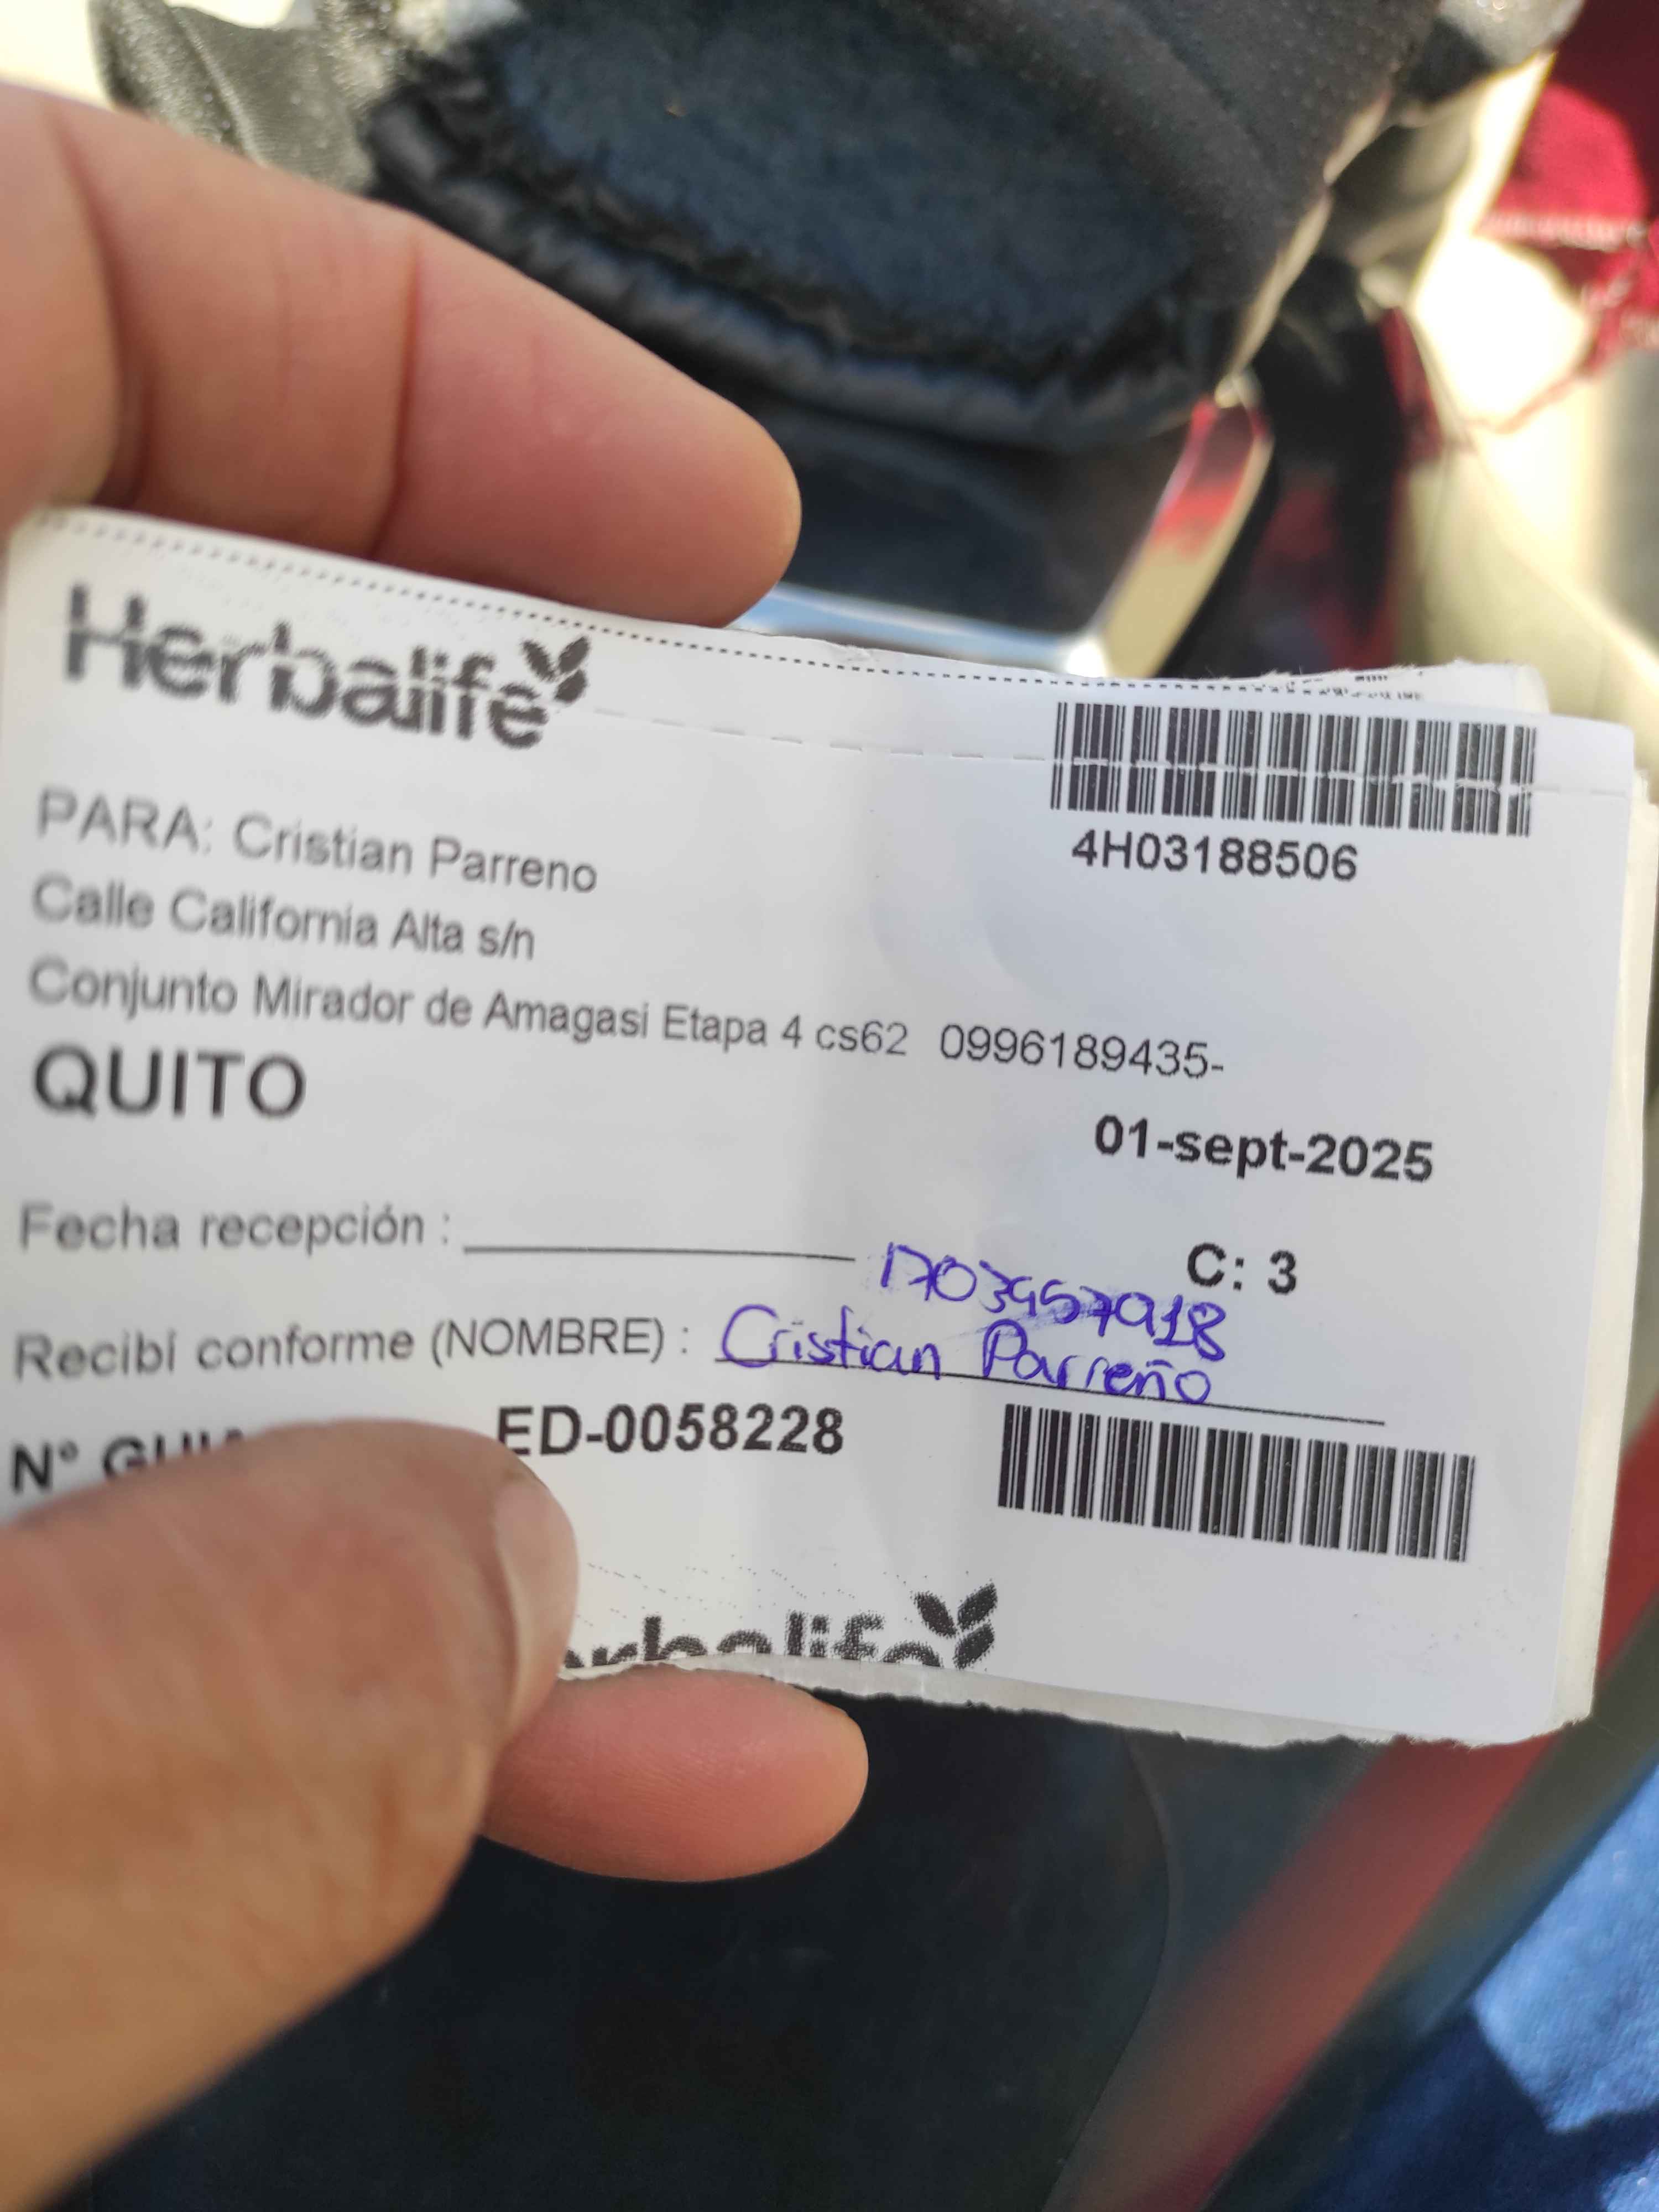 Herbalife
4H03188506
PARA: Cristian Parreno
Calle California Alta s/n
Conjunto Mirador de Amagasi Etapa 4 cs62 0996189435-
QUITO
01-sept-2025
Fecha recepción :
C: 3
Recibí conforme (NOMBRE) : Cristian Parreño
N° ED-0058228